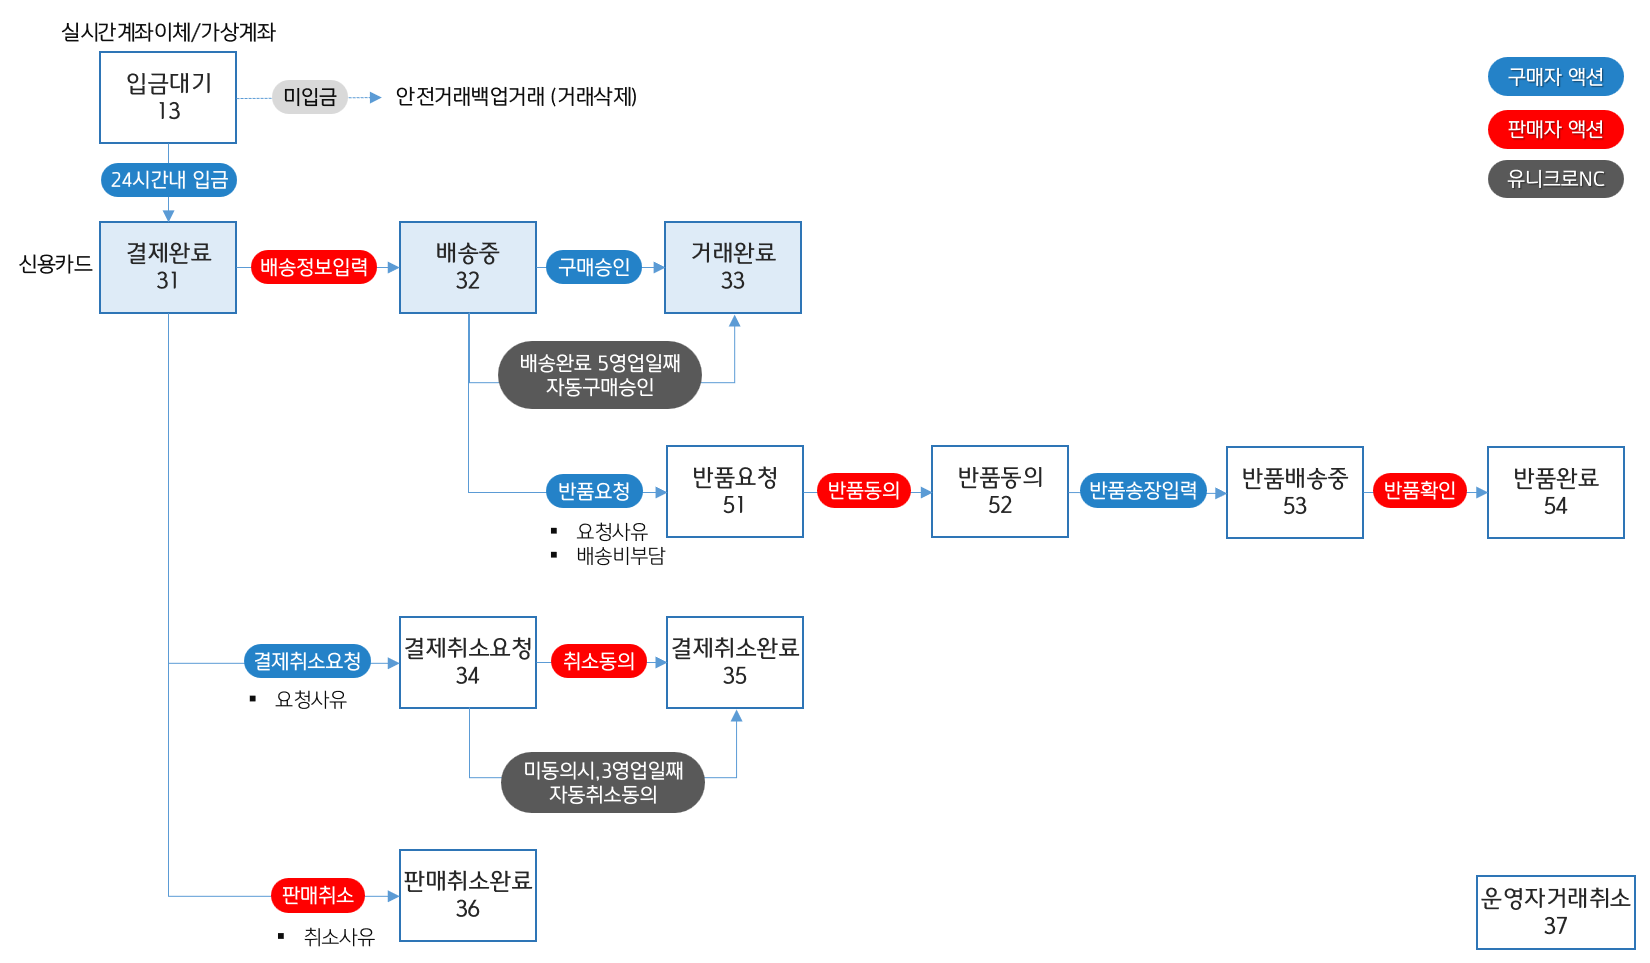 실시간계좌이체/가상계좌
입금대기
13
미입금
안전거래백업거래 (거래삭제)
구매자 액션
판매자 액션
유니크로NC
24시간내 입금
신용카드
결제완료
31
배송정보입력
배송중
32
구매승인
거래완료
33
배송완료 5영업일째
자동구매승인
반품요청
▪ 요청사유
▪ 배송비부담
반품요청
51
반품동의
반품동의
52
반품송장입력
반품배송중
53
반품확인
반품완료
54
결제취소요청
▪ 요청사유
결제취소요청
34
취소동의
결제취소완료
35
미동의시,3영업일째
자동취소동의
판매취소
▪ 취소사유
판매취소완료
36
운영자거래취소
37